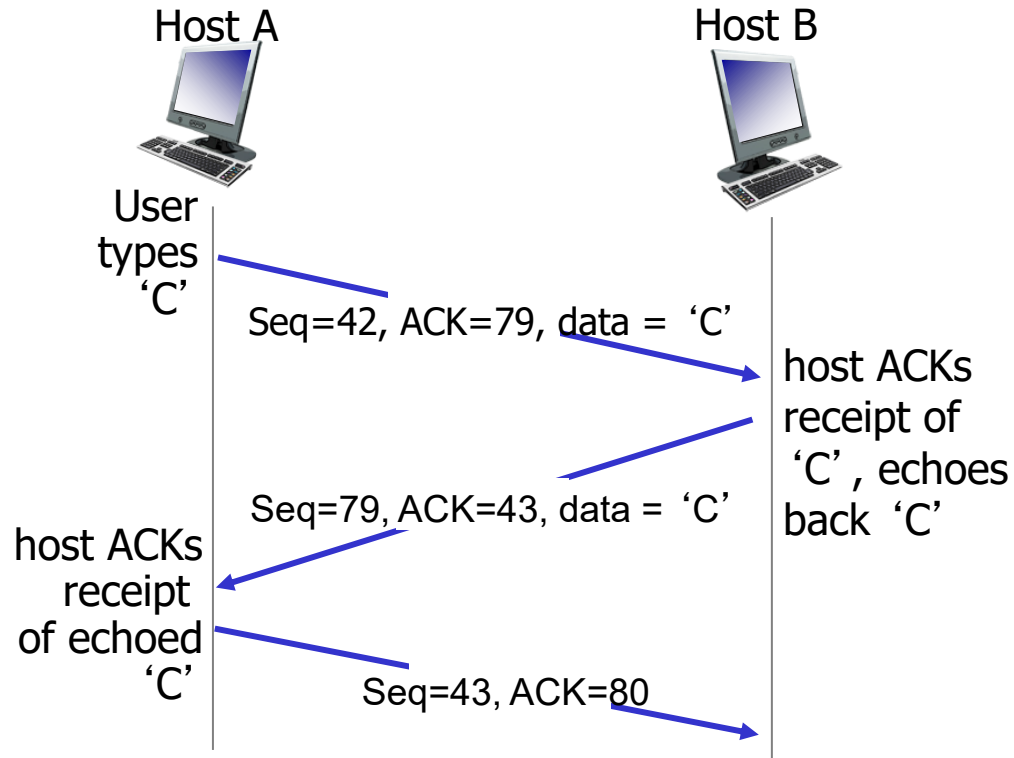 Host A
Host B
User
types
‘C’
Seq=42, ACK=79, data = ‘C’
host ACKs
receipt of
‘C’, echoes
back ‘C’
Seq=79, ACK=43, data = ‘C’
host ACKs
receipt
of echoed
‘C’
Seq=43, ACK=80